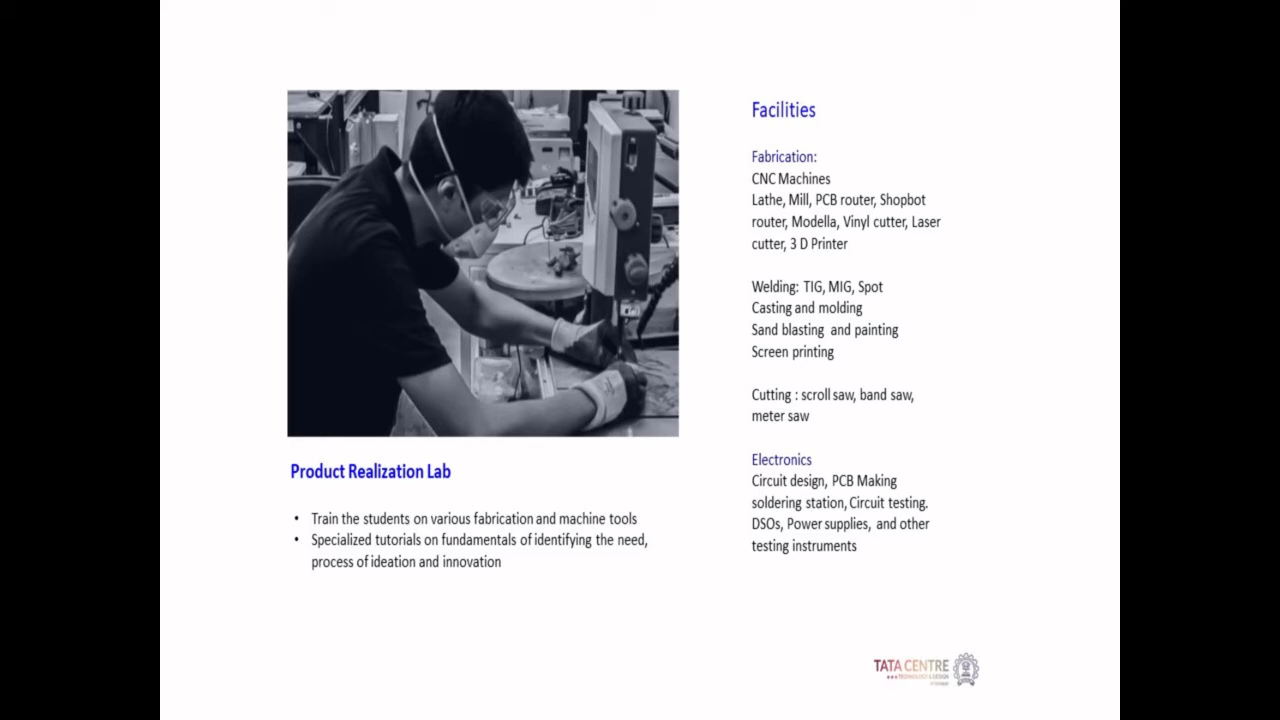 Product Realization Lab
• Train the students on various fabrication and machine tools
• Specialized tutorials on fundamentals of identifying the need,
process of ideation and innovation
Facilities
Fabrication:
CNC Machines
Lathe, Mill, PCB router, Shopbot
router, Modella, Vinyl cutter, Laser
cutter, 3 D Printer
Welding: TIG, MIG, Spot
Casting and molding
Sand blasting and painting
Screen printing
Cutting : scroll saw, band saw,
meter saw
Electronics
Circuit design, PCB Making
soldering station, Circuit testing.
DSOs, Power supplies, and other
testing instruments
TATA CENTRE
TECHNOLOGY & DESIGN